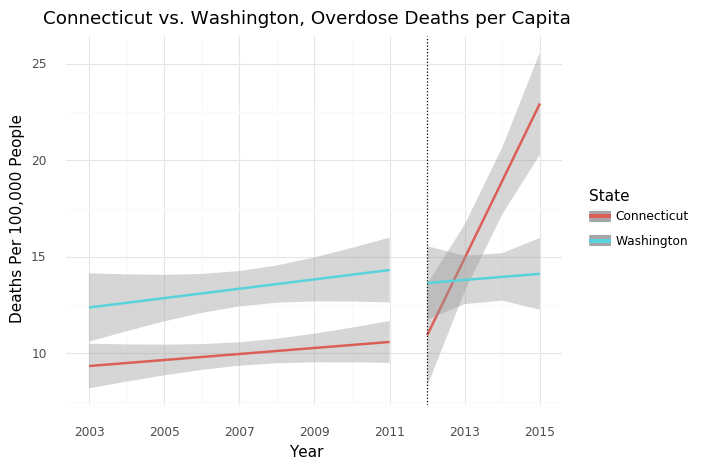 Connecticut vs. Washington, Overdose Deaths per Capita
25
20
15
10
Deaths Per 100,000 People
2003 2005 2007 2009 2011 2013 2015
Year
State
Connecticut
Washington